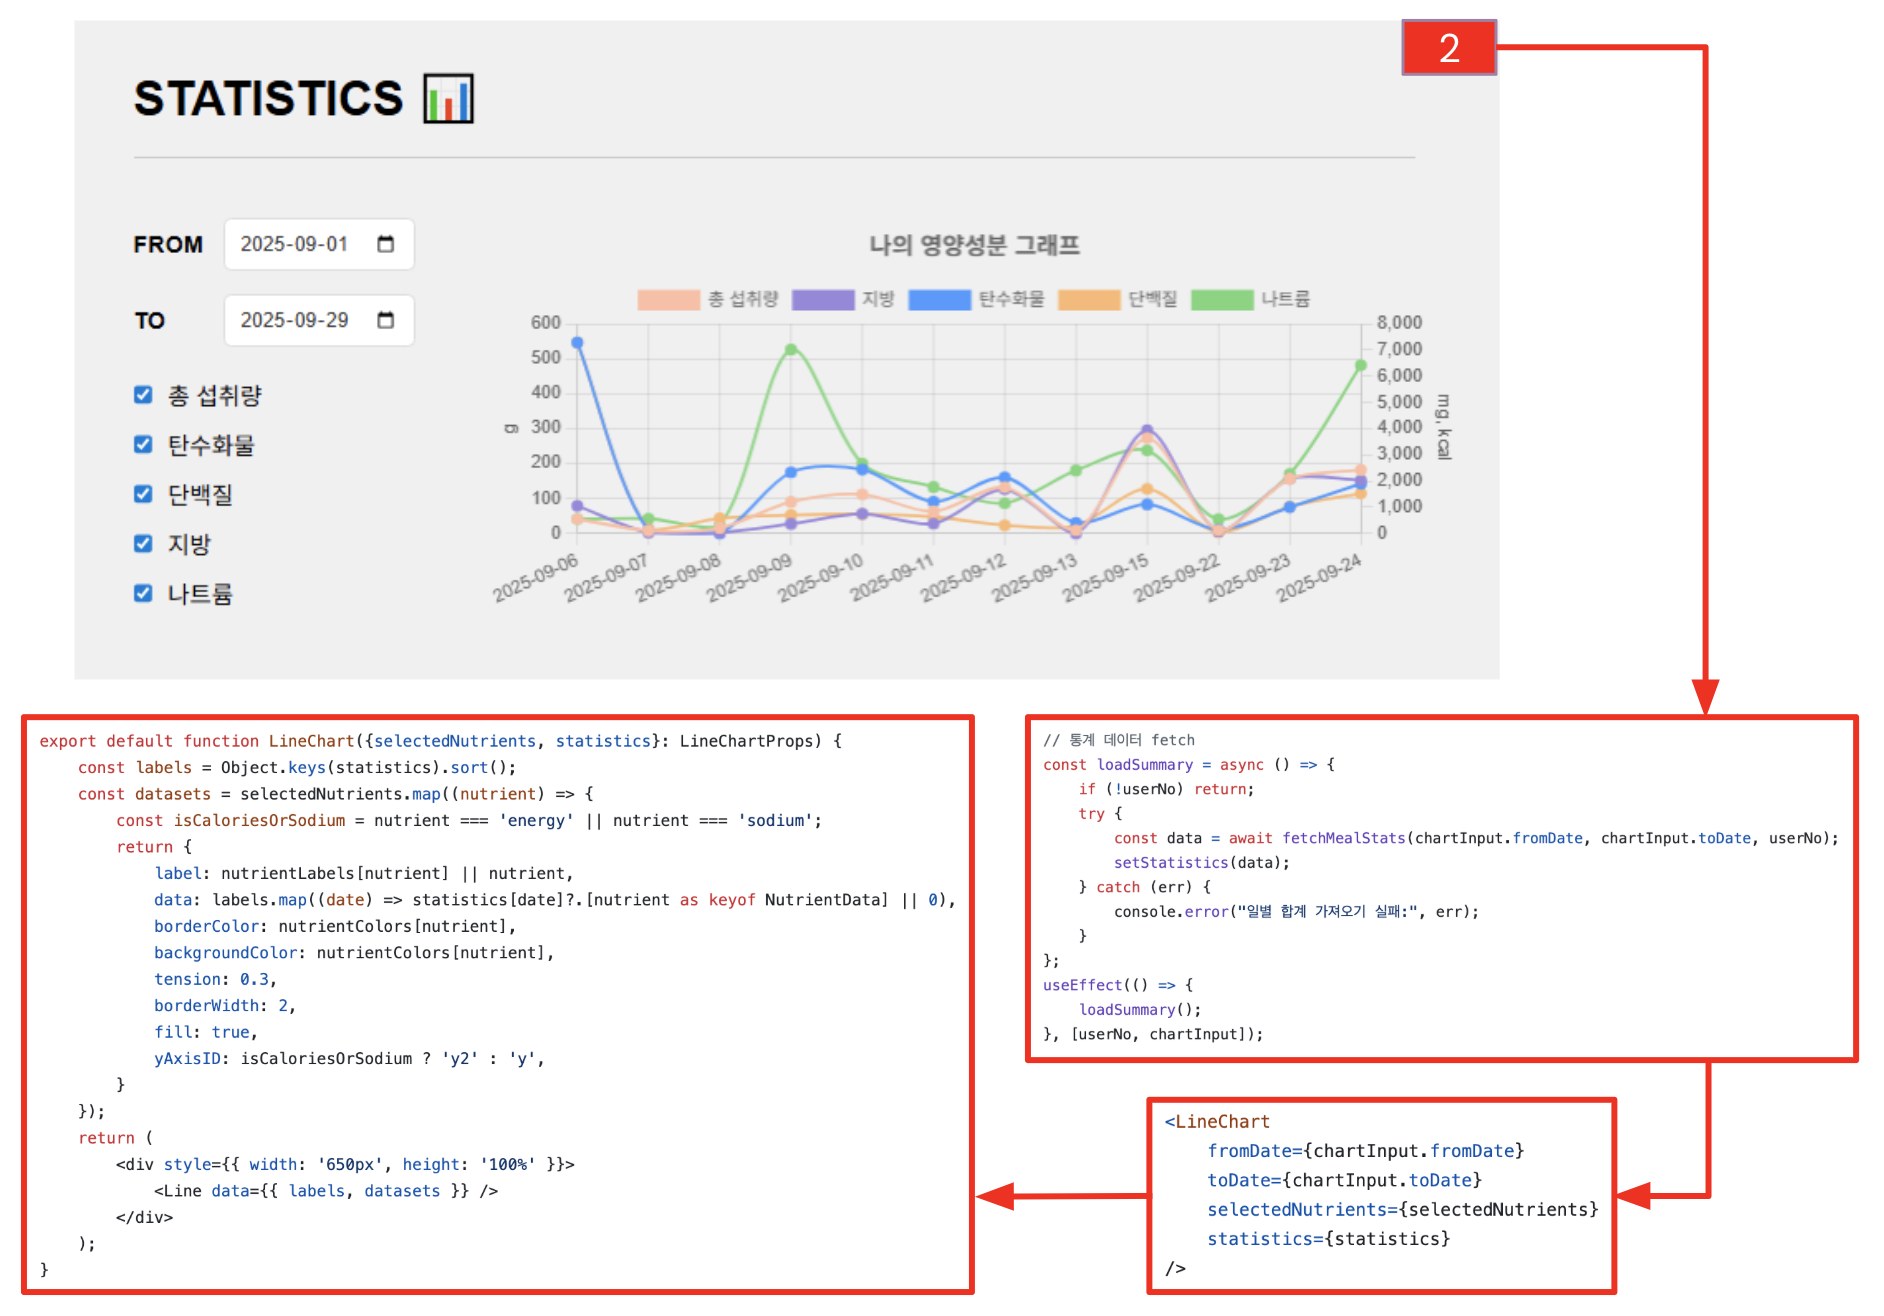 2
STATISTICS
FROM 2025-09-01
TO 2025-09-29
총 섭취량
탄수화물
단백질
지방
나트륨
나의 영양성분 그래프
총 섭취량 지방 탄수화물 단백질 나트륨
600
500
400
300
200
100
0
g
8,000
7,000
6,000
5,000
4,000
3,000
2,000
1,000
0
mg, kcal
2025-09-06
2025-09-07
2025-09-08
2025-09-09
2025-09-10
2025-09-11
2025-09-12
2025-09-13
2025-09-15
2025-09-22
2025-09-23
2025-09-24
export default function LineChart({selectedNutrients, statistics}: LineChartProps) {
    const labels = Object.keys(statistics).sort();
    const datasets = selectedNutrients.map((nutrient) => {
        const isCaloriesOrSodium = nutrient === 'energy' || nutrient === 'sodium';
        return {
            label: nutrientLabels[nutrient] || nutrient,
            data: labels.map((date) => statistics[date]?.[nutrient as keyof NutrientData] || 0),
            borderColor: nutrientColors[nutrient],
            backgroundColor: nutrientColors[nutrient],
            tension: 0.3,
            borderWidth: 2,
            fill: true,
            yAxisID: isCaloriesOrSodium ? 'y2' : 'y',
        }
    });
    return (
        <div style={{ width: '650px', height: '100%' }}>
            <Line data={{ labels, datasets }} />
        </div>
    );
}
// 통계 데이터 fetch
const loadSummary = async () => {
    if (!userNo) return;
    try {
        const data = await fetchMealStats(chartInput.fromDate, chartInput.toDate, userNo);
        setStatistics(data);
    } catch (err) {
        console.error("일별 합계 가져오기 실패:", err);
    }
};
useEffect(() => {
    loadSummary();
}, [userNo, chartInput]);
<LineChart
    fromDate={chartInput.fromDate}
    toDate={chartInput.toDate}
    selectedNutrients={selectedNutrients}
    statistics={statistics}
/>